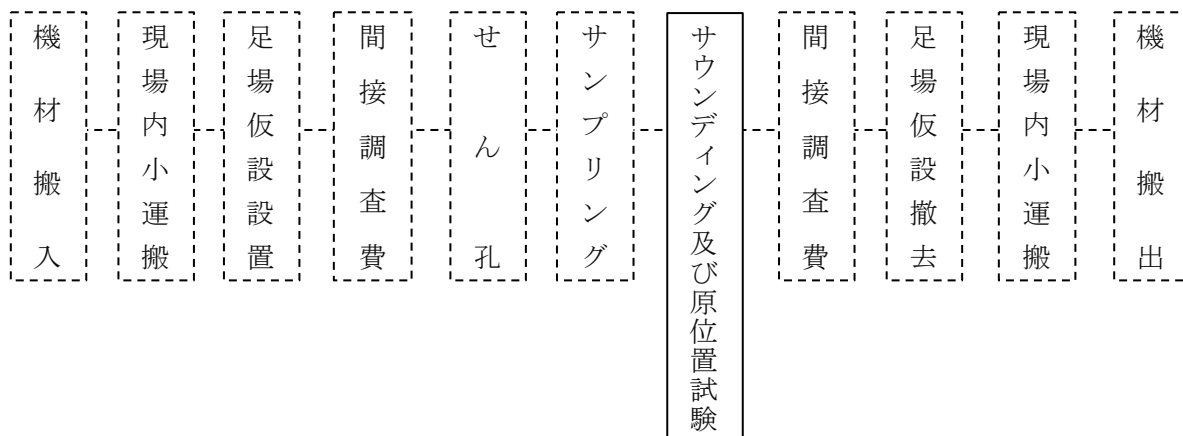 機材搬入
現場内小運搬
足場仮設設置
間接調査費
せん孔
サンプリング
サウンディング及び原位置試験
間接調査費
足場仮設撤去
現場内小運搬
機材搬出